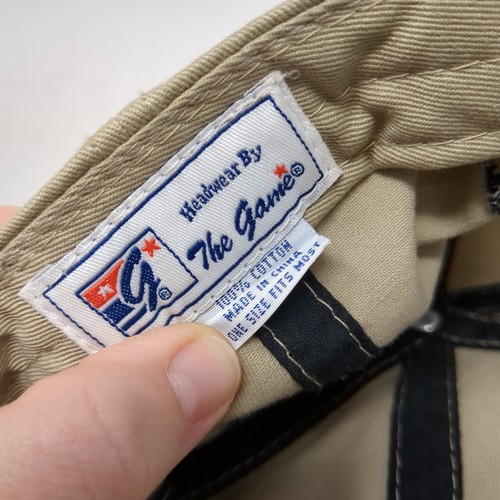 Headwear By
The Game®
G®
100% COTTON
MADE IN CHINA
ONE SIZE FITS MOST